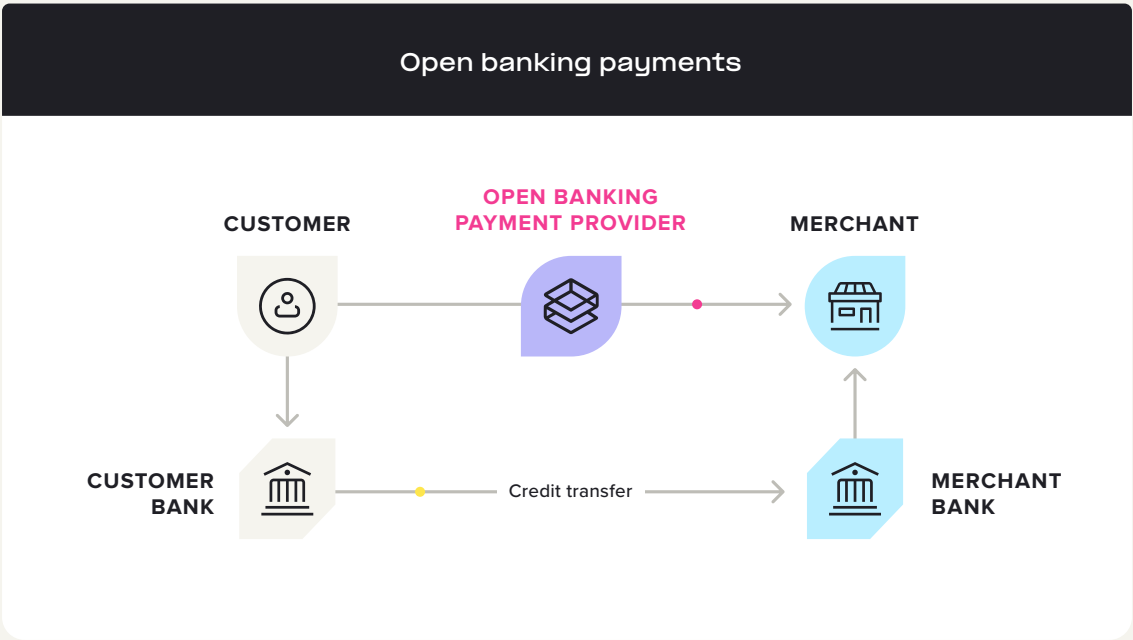 Open banking payments
OPEN BANKING
PAYMENT PROVIDER
CUSTOMER
MERCHANT
CUSTOMER
BANK
Credit transfer
MERCHANT
BANK